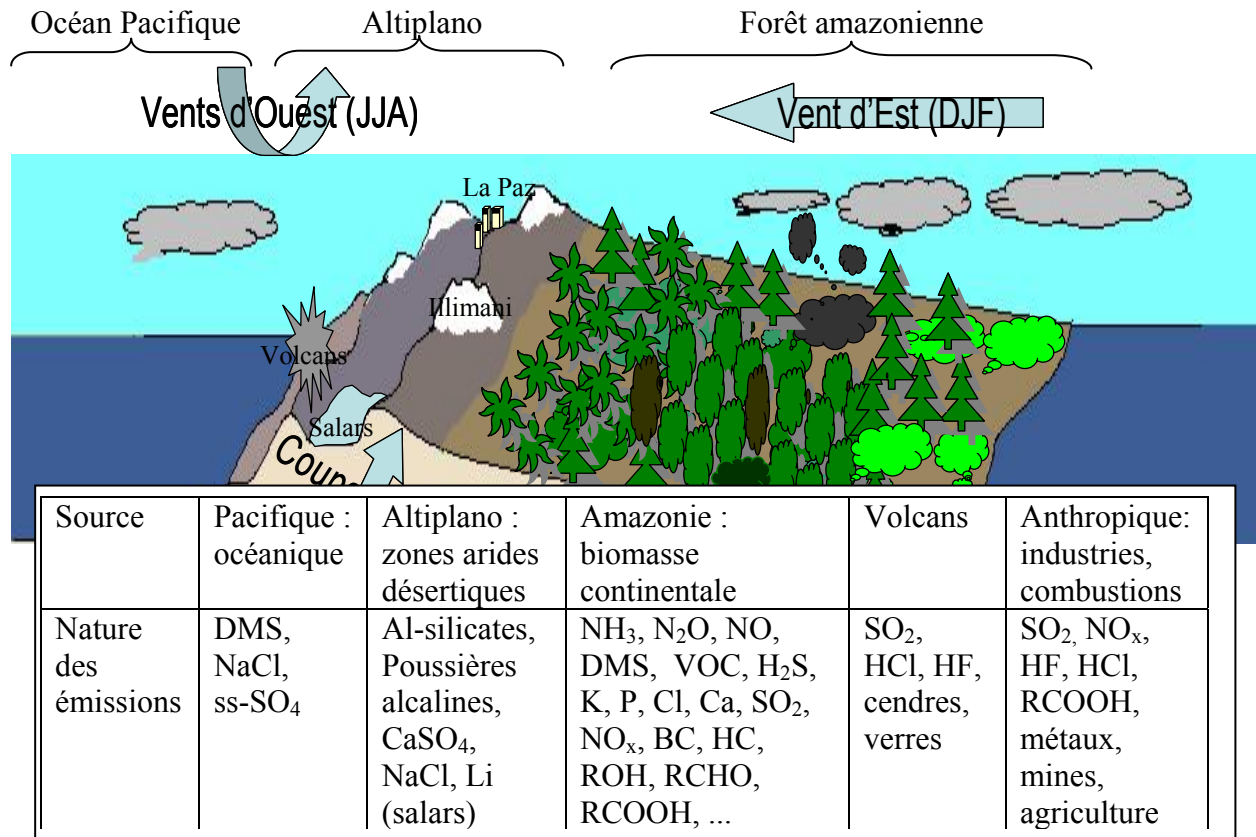 Océan Pacifique Altiplano Forêt amazonienne
Vents d'Ouest (JJA) Vent d'Est (DJF)
La Paz
Illimani
Volcans
Salars
Source
Pacifique :
océanique
Altiplano :
zones arides
désertiques
Amazonie :
biomasse
continentale
Volcans
Anthropique:
industries,
combustions
Nature
des
émissions
DMS,
NaCl,
ss-SO₄
Al-silicates,
Poussières
alcalines,
CaSO₄,
NaCl, Li
(salars)
NH₃, N₂O, NO,
DMS, VOC, H₂S,
K, P, Cl, Ca, SO₂,
NOₓ, BC, HC,
ROH, RCHO,
RCOOH, ...
SO₂,
HCl, HF,
cendres,
verres
SO₂, NOₓ,
HF, HCl,
RCOOH,
métaux,
mines,
agriculture